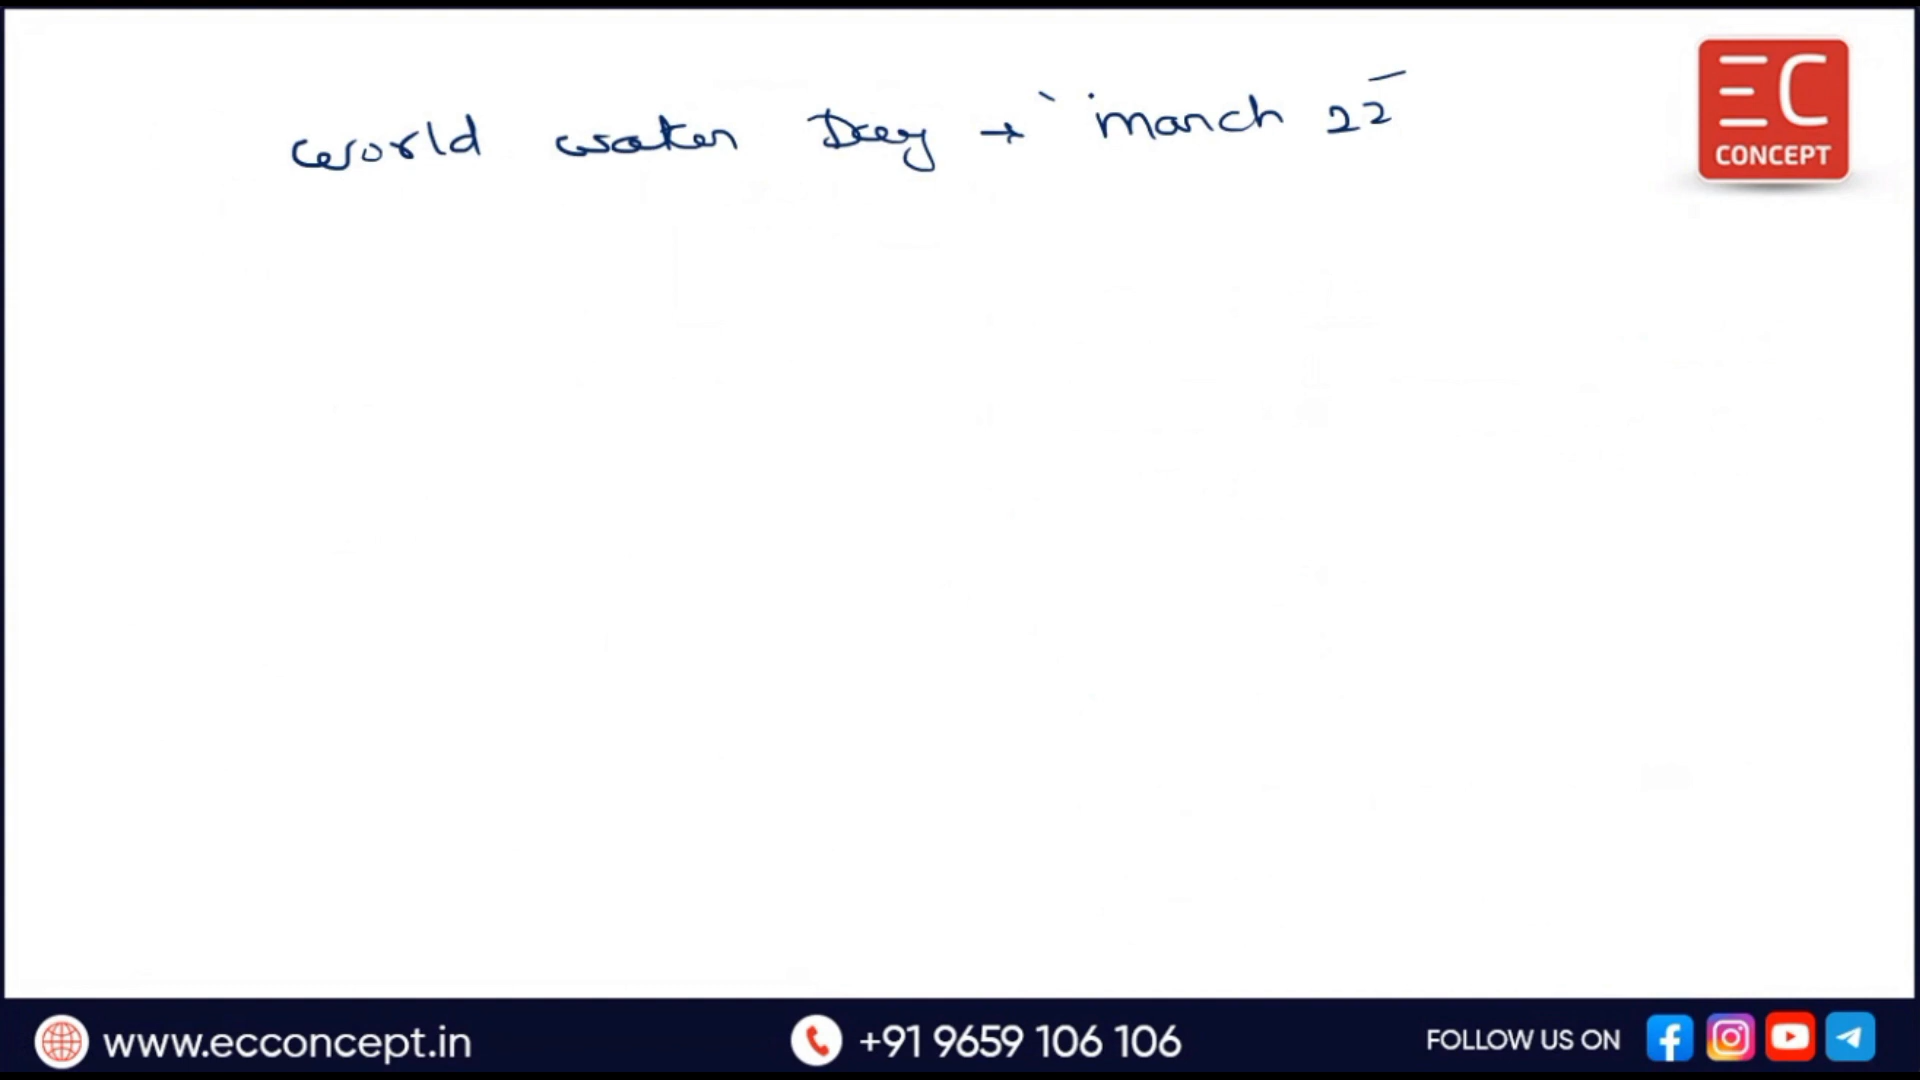 World water Day → march 22
EC
CONCEPT
www.ecconcept.in
+91 9659 106 106
FOLLOW US ON